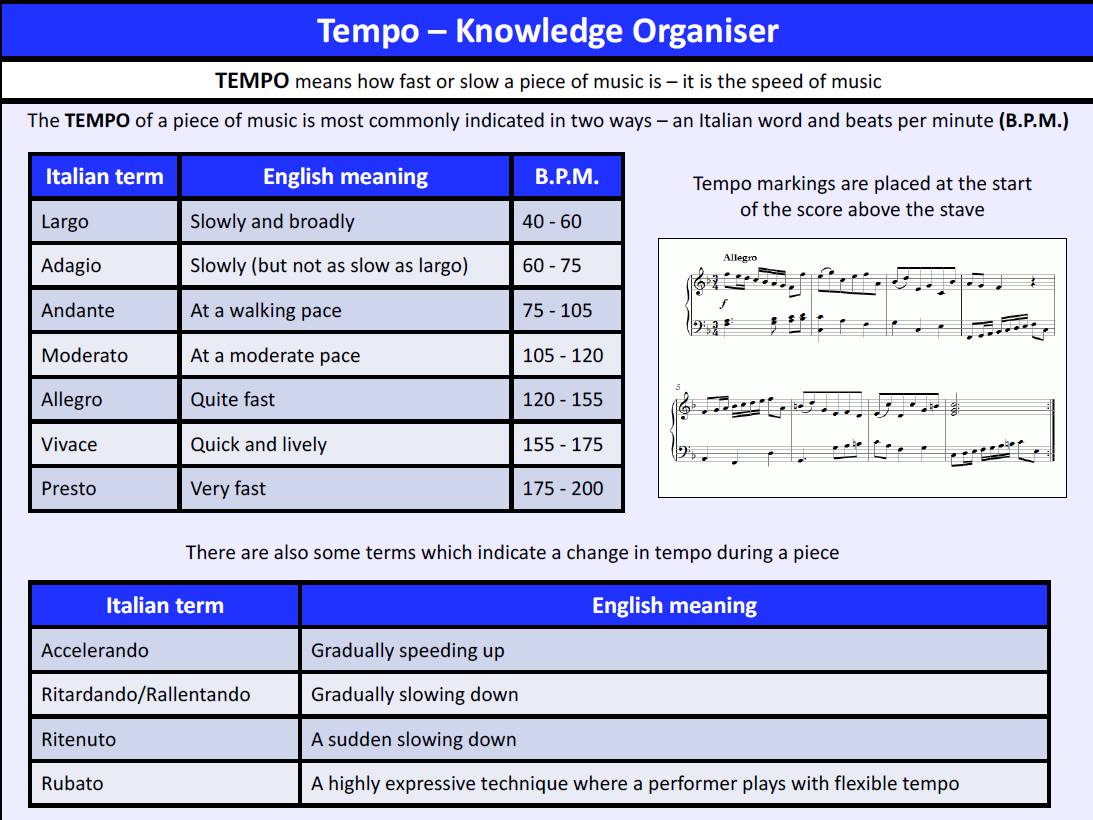 Tempo – Knowledge Organiser
TEMPO means how fast or slow a piece of music is – it is the speed of music
The TEMPO of a piece of music is most commonly indicated in two ways – an Italian word and beats per minute (B.P.M.)
Italian term English meaning B.P.M.
Largo Slowly and broadly 40 - 60
Adagio Slowly (but not as slow as largo) 60 - 75
Andante At a walking pace 75 - 105
Moderato At a moderate pace 105 - 120
Allegro Quite fast 120 - 155
Vivace Quick and lively 155 - 175
Presto Very fast 175 - 200
Tempo markings are placed at the start
of the score above the stave
Allegro
3
4
f
3
4
5
There are also some terms which indicate a change in tempo during a piece
Italian term English meaning
Accelerando Gradually speeding up
Ritardando/Rallentando Gradually slowing down
Ritenuto A sudden slowing down
Rubato A highly expressive technique where a performer plays with flexible tempo